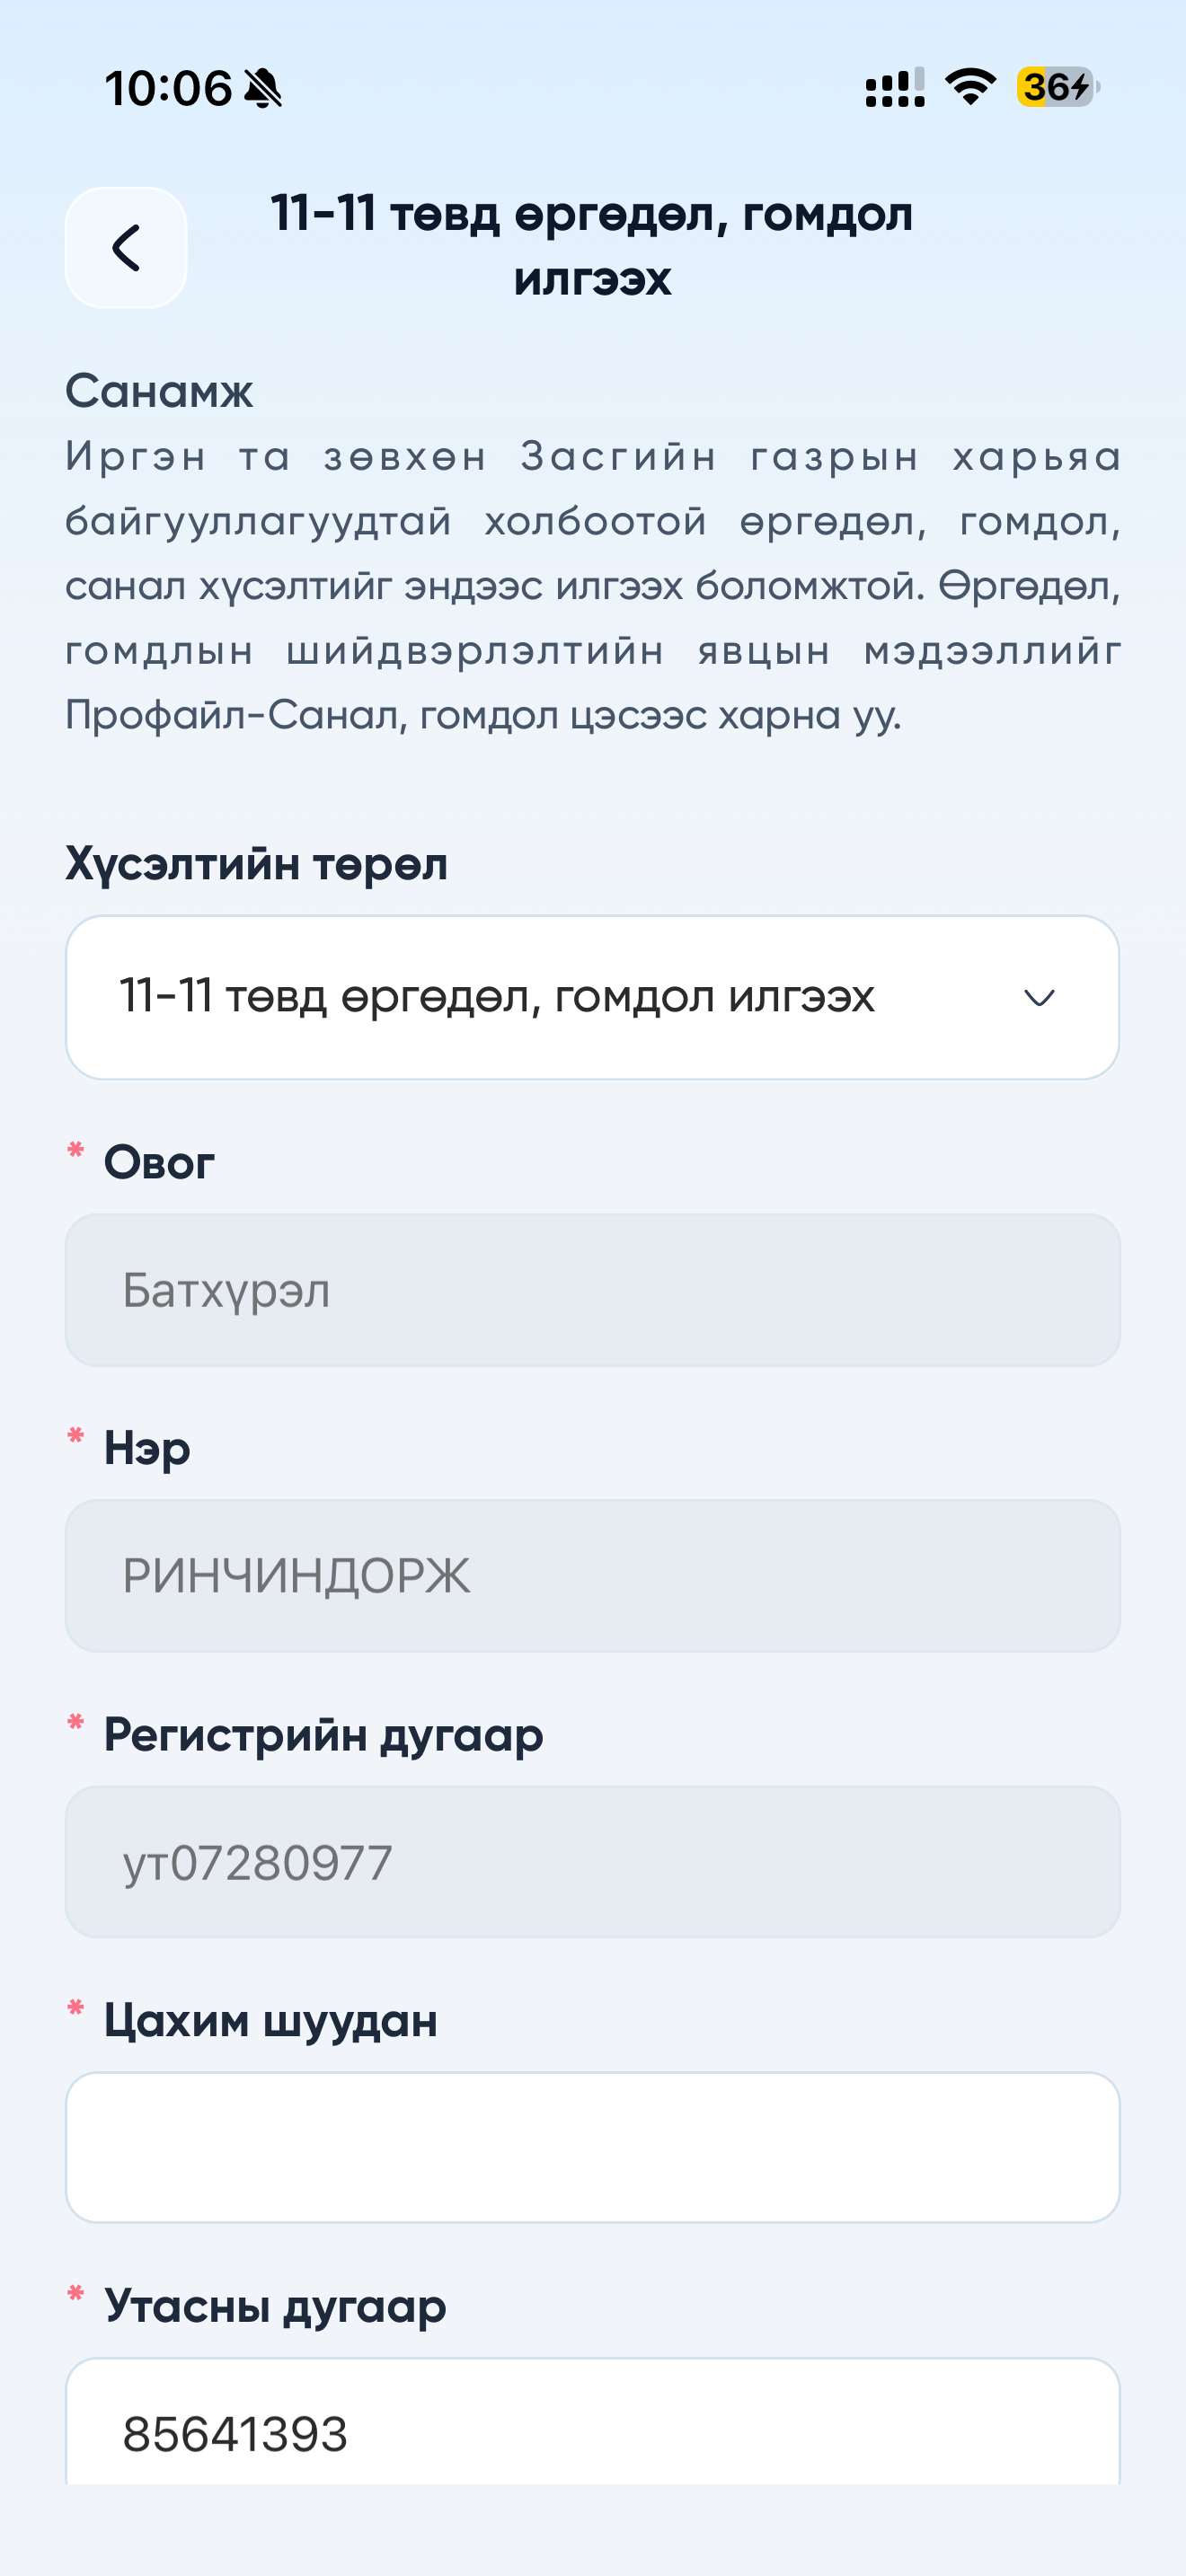 10:06
36
11-11 төвд өргөдөл, гомдол
илгээх
Санамж
Иргэн та зөвхөн Засгийн газрын харьяа
байгууллагуудтай холбоотой өргөдөл, гомдол,
санал хүсэлтийг эндээс илгээх боломжтой. Өргөдөл,
гомдлын шийдвэрлэлтийн явцын мэдээллийг
Профайл-Санал, гомдол цэсээс харна уу.
Хүсэлтийн төрөл
11-11 төвд өргөдөл, гомдол илгээх
* Овог
Батхүрэл
* Нэр
РИНЧИНДОРЖ
* Регистрийн дугаар
ут07280977
* Цахим шуудан
* Утасны дугаар
85641393